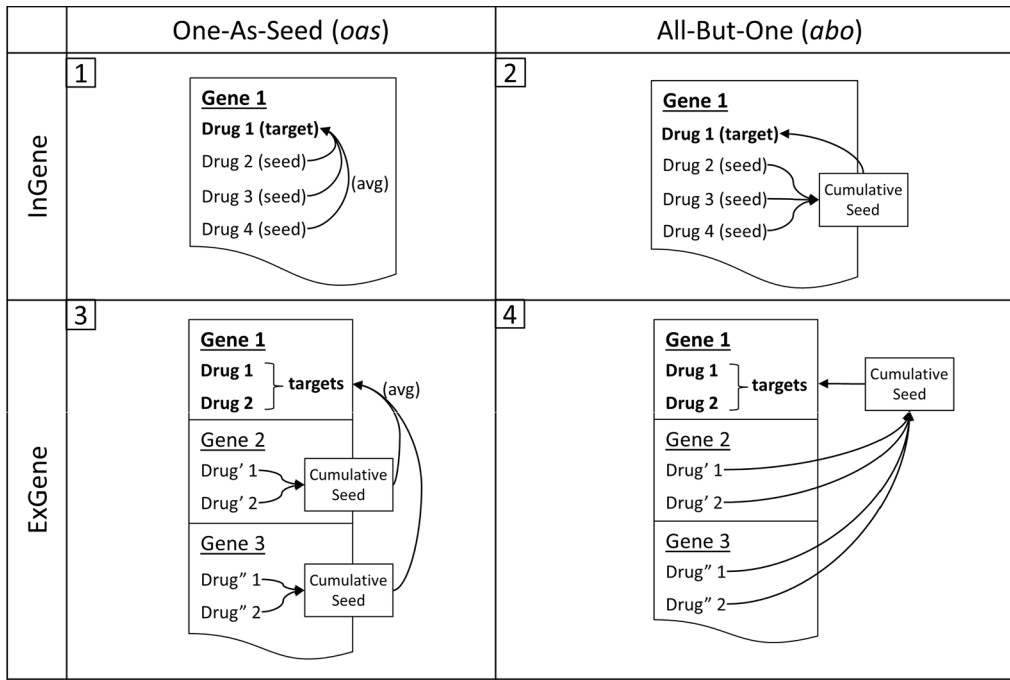 One-As-Seed (oas)
All-But-One (abo)
InGene
1
Gene 1
Drug 1 (target)
Drug 2 (seed)
Drug 3 (seed)
Drug 4 (seed)
(avg)
2
Gene 1
Drug 1 (target)
Drug 2 (seed)
Drug 3 (seed)
Drug 4 (seed)
Cumulative
Seed
ExGene
3
Gene 1
Drug 1
Drug 2
targets
(avg)
Gene 2
Drug' 1
Drug' 2
Cumulative
Seed
Gene 3
Drug" 1
Drug" 2
Cumulative
Seed
4
Gene 1
Drug 1
Drug 2
targets
Cumulative
Seed
Gene 2
Drug' 1
Drug' 2
Gene 3
Drug" 1
Drug" 2